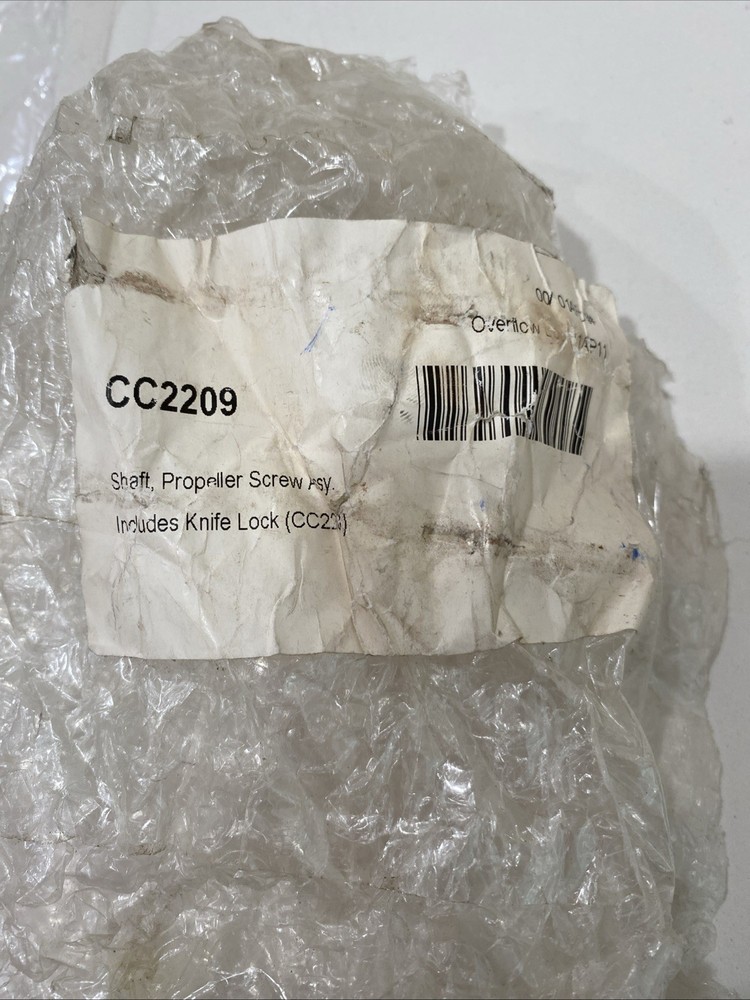 Overflow
CC2209
Shaft, Propeller Screw Asy.
Includes Knife Lock